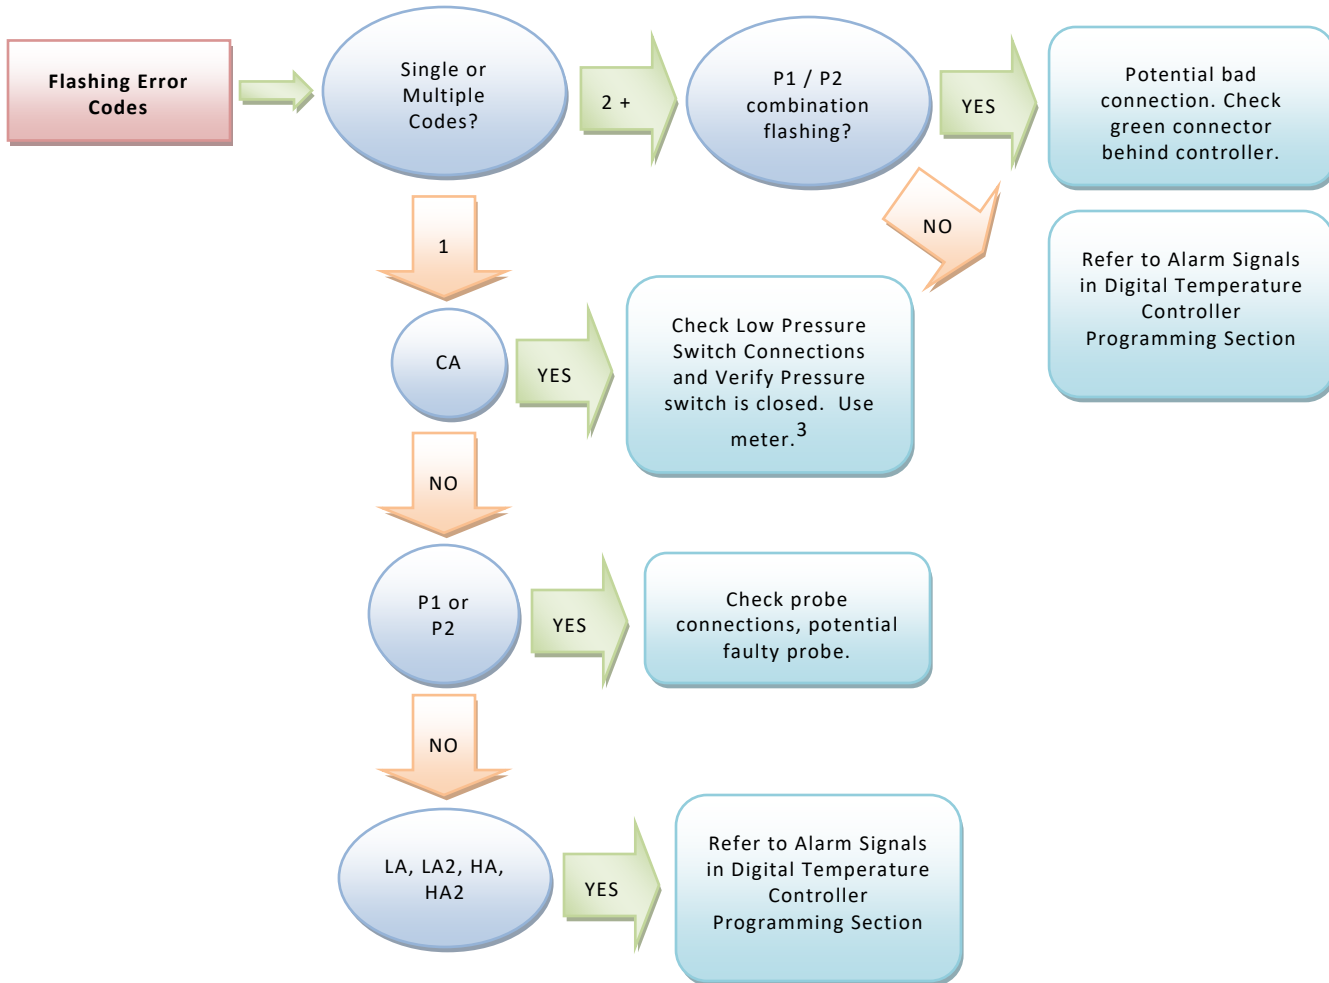 Flashing Error
Codes
Single or
Multiple
Codes?
2 +
P1 / P2
combination
flashing?
YES
Potential bad
connection. Check
green connector
behind controller.
NO
Refer to Alarm Signals
in Digital Temperature
Controller
Programming Section
1
CA
YES
Check Low Pressure
Switch Connections
and Verify Pressure
switch is closed.  Use
meter.3
NO
P1 or
P2
YES
Check probe
connections, potential
faulty probe.
NO
LA, LA2, HA,
HA2
YES
Refer to Alarm Signals
in Digital Temperature
Controller
Programming Section